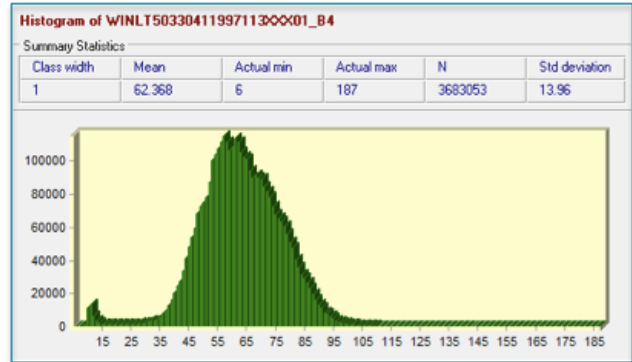 Histogram of WINLT50330411997113XXX01_B4
Summary Statistics
Class width Mean Actual min Actual max N Std deviation
1 62.368 6 187 3683053 13.96
100000
80000
60000
40000
20000
0
15 25 35 45 55 65 75 85 95 105 115 125 135 145 155 165 175 185